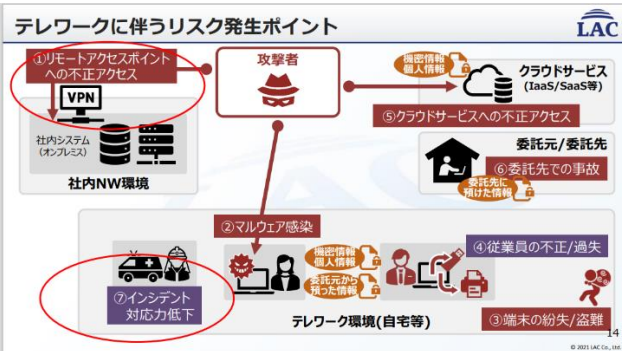 テレワークに伴うリスク発生ポイント
LAC
①リモートアクセスポイント
への不正アクセス
VPN
社内システム
(オンプレミス)
社内NW環境
攻撃者
機密情報
個人情報
クラウドサービス
(IaaS/SaaS等)
⑤クラウドサービスへの不正アクセス
委託元/委託先
⑥委託先での事故
委託先に
預けた情報
②マルウェア感染
⑦インシデント
対応力低下
機密情報
個人情報
委託元から
預った情報
④従業員の不正/過失
③端末の紛失/盗難
テレワーク環境(自宅等)
14
© 2021 LAC Co., Ltd.